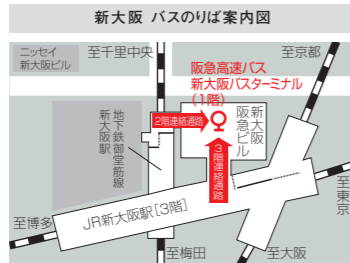 新大阪 バスのりば案内図
ニッセイ
新大阪ビル
至千里中央
至京都
阪急高速バス
新大阪バスターミナル
(1階)
2階連絡通路
新大阪
阪急ビル
地下鉄御堂筋線
新大阪駅
3階連絡通路
至東京
至博多
JR新大阪駅[3階]
至梅田
至大阪